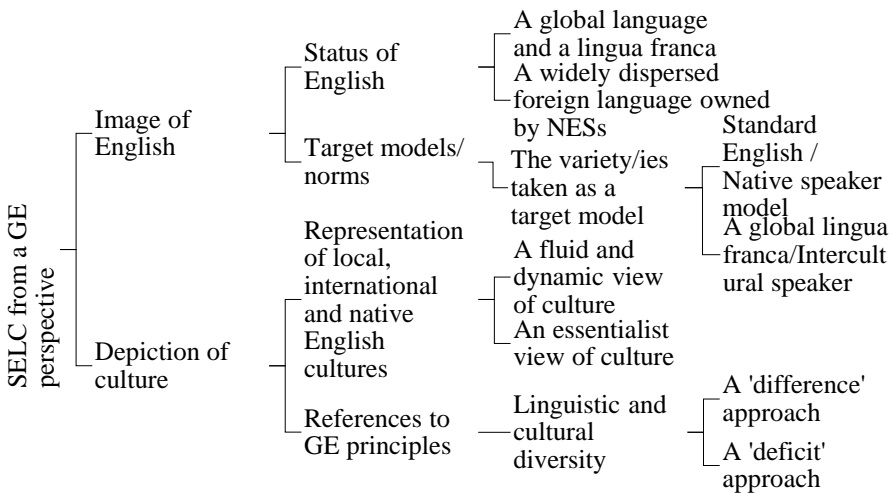 SELC from a GE
perspective
Image of
English
Status of
English
A global language
and a lingua franca
A widely dispersed
foreign language owned
by NESs
Target models/
norms
The variety/ies
taken as a
target model
Standard
English /
Native speaker
model
A global lingua
franca/Intercult
ural speaker
Depiction of
culture
Representation
of local,
international
and native
English
cultures
A fluid and
dynamic view
of culture
An essentialist
view of culture
References to
GE principles
Linguistic and
cultural
diversity
A 'difference'
approach
A 'deficit'
approach